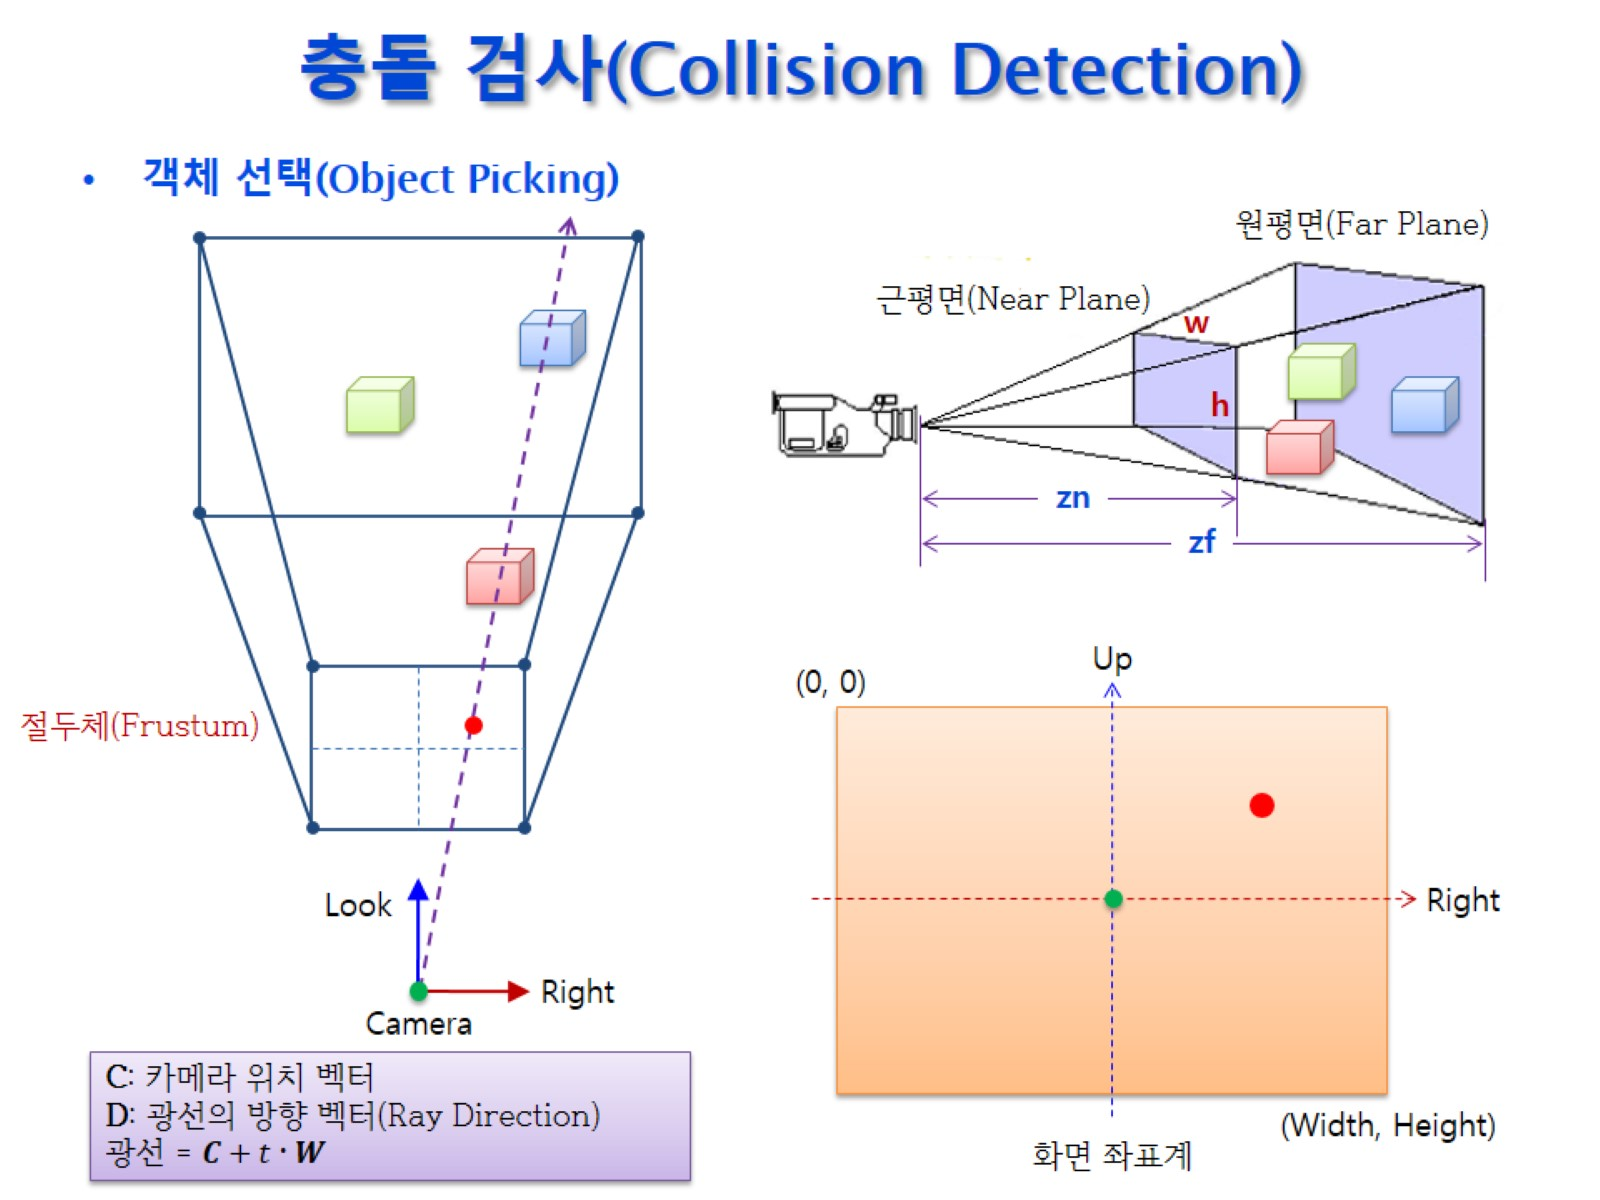 충돌 검사(Collision Detection)
• 객체 선택(Object Picking)
원평면(Far Plane)
근평면(Near Plane)
w
h
zn
zf
절두체(Frustum)
Look
Right
Camera
C: 카메라 위치 벡터
D: 광선의 방향 벡터(Ray Direction)
광선 = C + t · W
Up
(0, 0)
Right
(Width, Height)
화면 좌표계